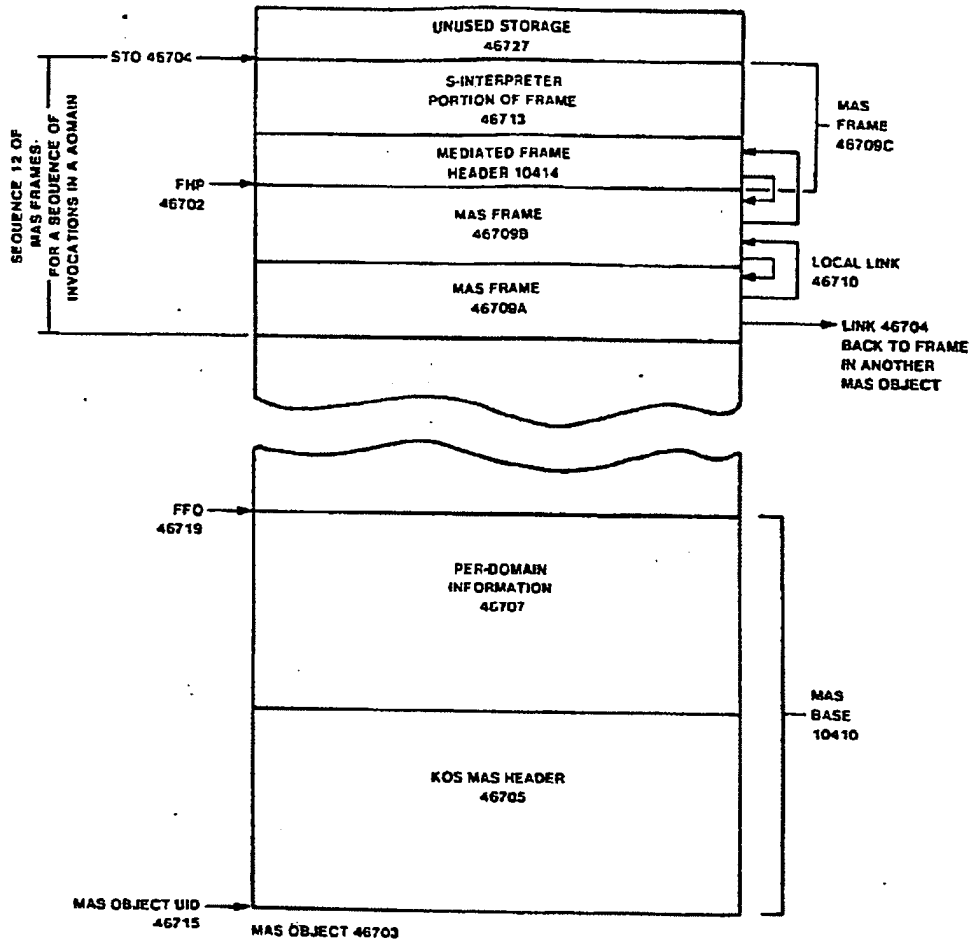 UNUSED STORAGE
46727
STO 46704
S-INTERPRETER
PORTION OF FRAME
46713
MAS
FRAME
46709C
SEQUENCE 12 OF
MAS FRAMES
FOR A SEQUENCE OF
INVOCATIONS IN A AOMAIN
MEDIATED FRAME
HEADER 10414
FHP
46702
MAS FRAME
46709B
LOCAL LINK
46710
MAS FRAME
46709A
LINK 46704
BACK TO FRAME
IN ANOTHER
MAS OBJECT
FFO
46719
PER-DOMAIN
INFORMATION
46707
MAS
BASE
10410
KOS MAS HEADER
46705
MAS OBJECT UID
46715
MAS OBJECT 46703